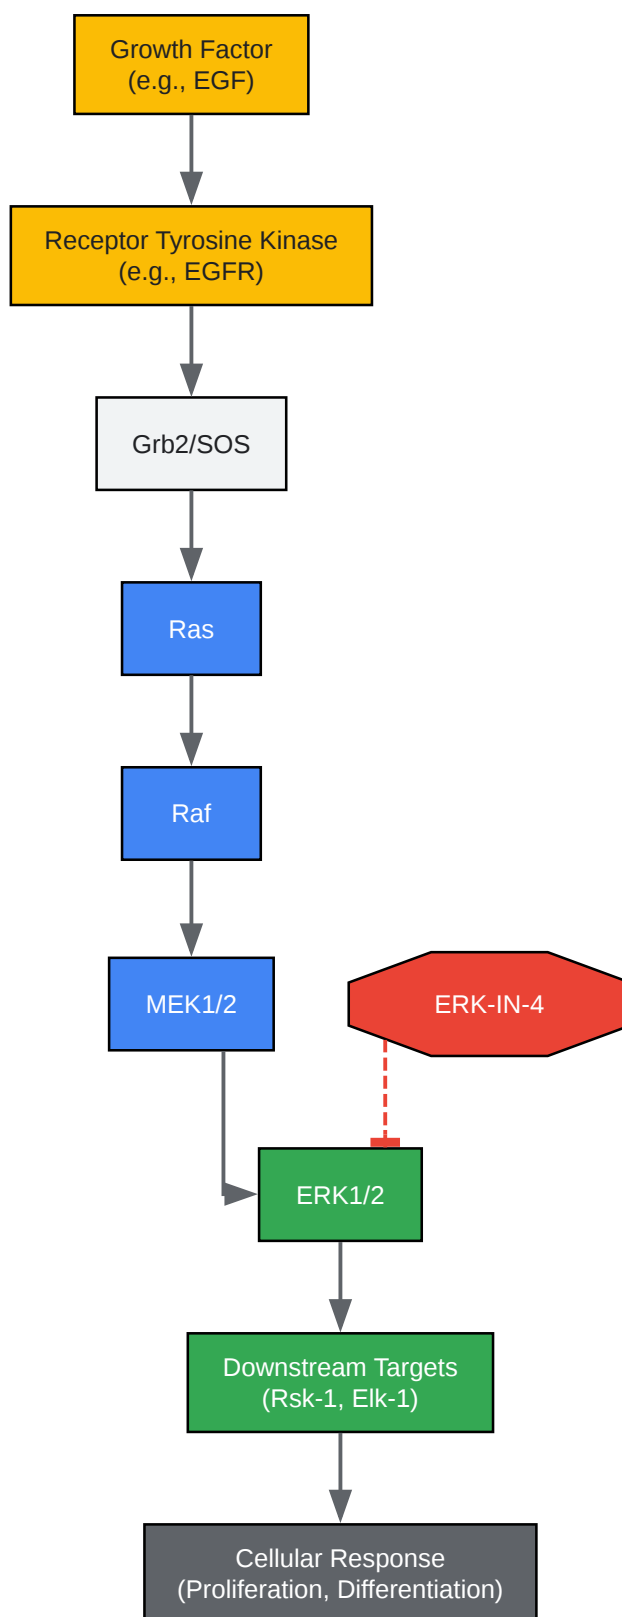 Growth Factor
(e.g., EGF)
Receptor Tyrosine Kinase
(e.g., EGFR)
Grb2/SOS
Ras
Raf
MEK1/2
ERK-IN-4
ERK1/2
Downstream Targets
(Rsk-1, Elk-1)
Cellular Response
(Proliferation, Differentiation)